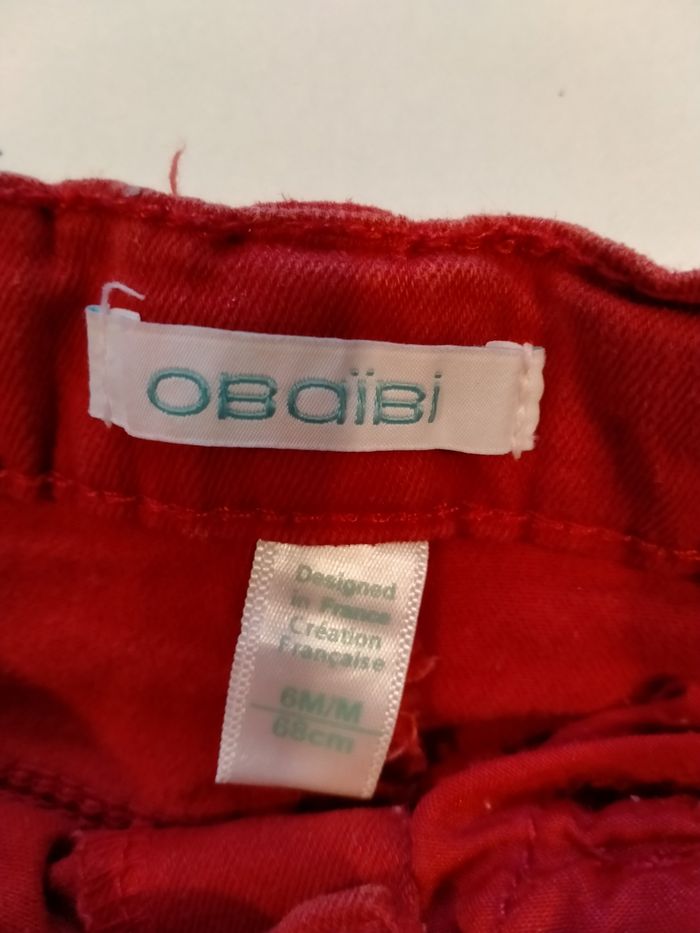 OBaïBi
Designed
in France
Création
Française
6M/M
68cm